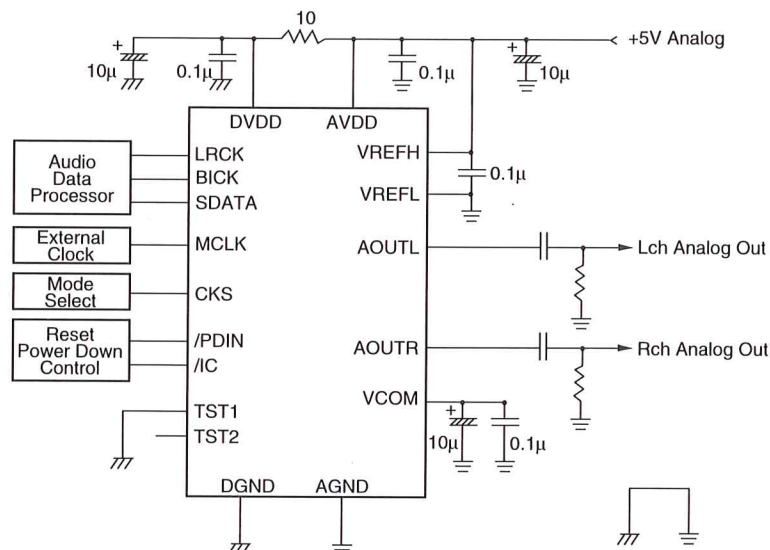 10
+5V Analog
+
10μ
0.1μ
0.1μ
+
10μ
DVDD
AVDD
Audio
Data
Processor
LRCK
BICK
SDATA
VREFH
VREFL
0.1μ
External
Clock
MCLK
AOUTL
Lch Analog Out
Mode
Select
CKS
Reset
Power Down
Control
/PDIN
/IC
AOUTR
Rch Analog Out
VCOM
+
10μ
0.1μ
TST1
TST2
DGND
AGND